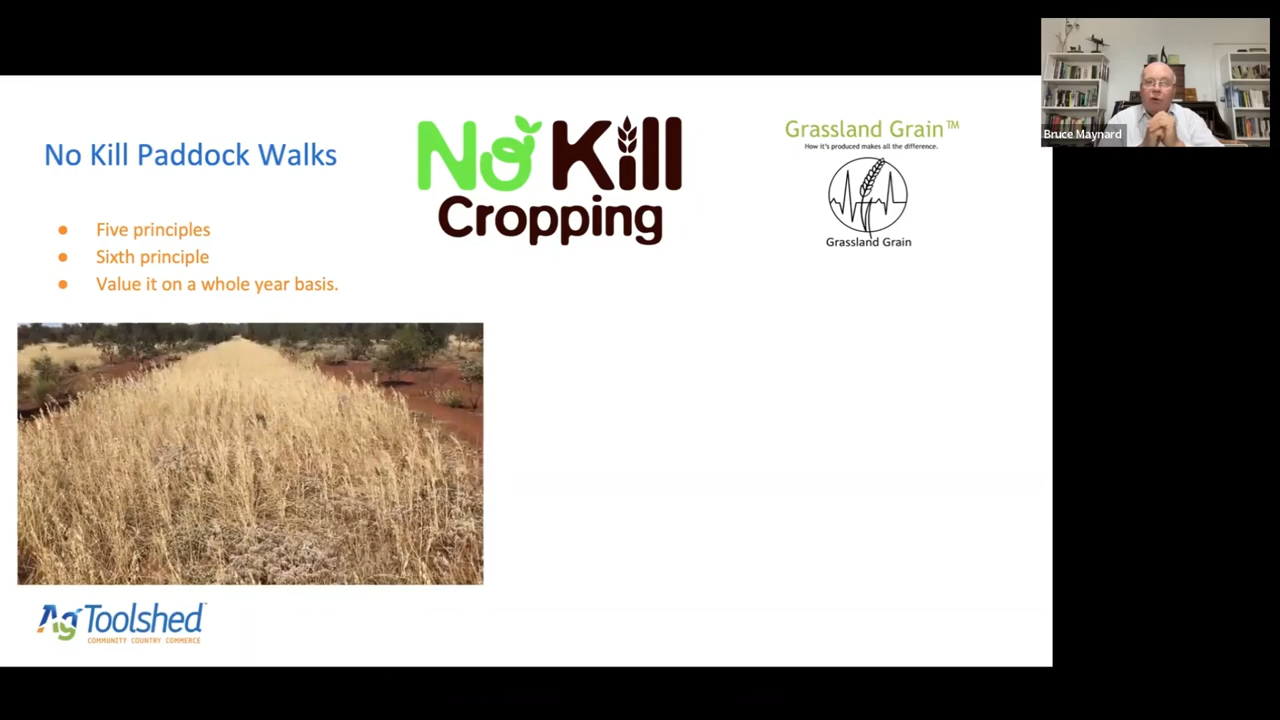 No Kill Paddock Walks
● Five principles
● Sixth principle
● Value it on a whole year basis.
No Kill
Cropping
Grassland Grain™
How it's produced makes all the difference.
Grassland Grain
Bruce Maynard
AgToolshed™
COMMUNITY COUNTRY COMMERCE